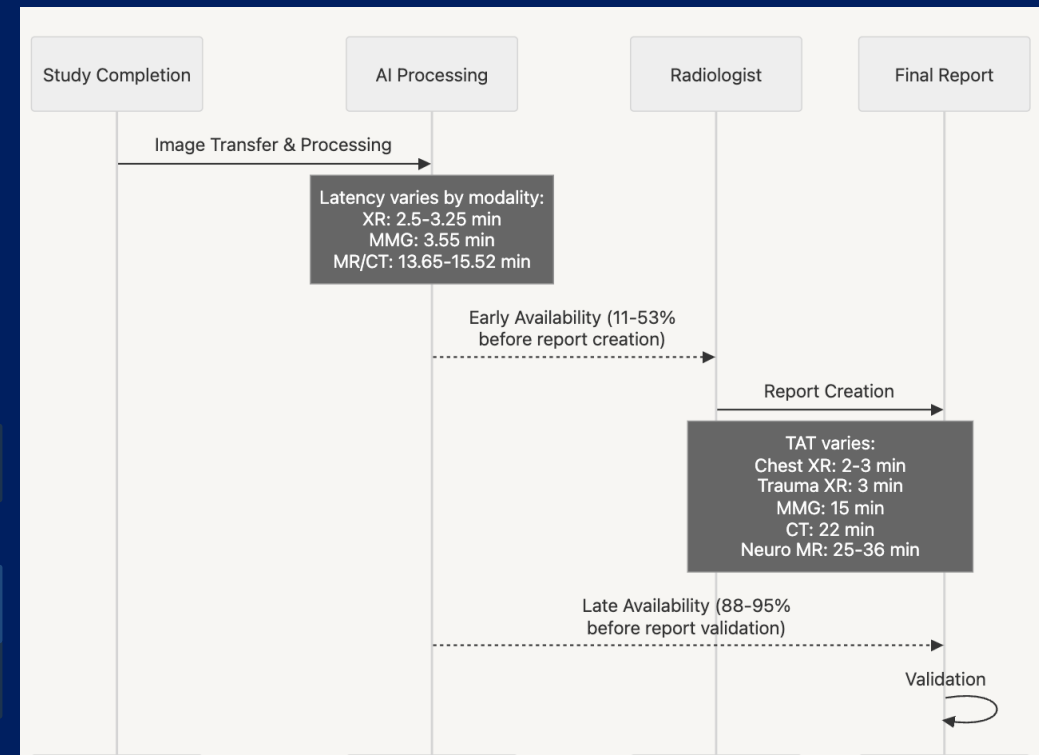 Study Completion
AI Processing
Radiologist
Final Report
Image Transfer & Processing
Latency varies by modality:
XR: 2.5-3.25 min
MMG: 3.55 min
MR/CT: 13.65-15.52 min
Early Availability (11-53%
before report creation)
Report Creation
TAT varies:
Chest XR: 2-3 min
Trauma XR: 3 min
MMG: 15 min
CT: 22 min
Neuro MR: 25-36 min
Late Availability (88-95%
before report validation)
Validation